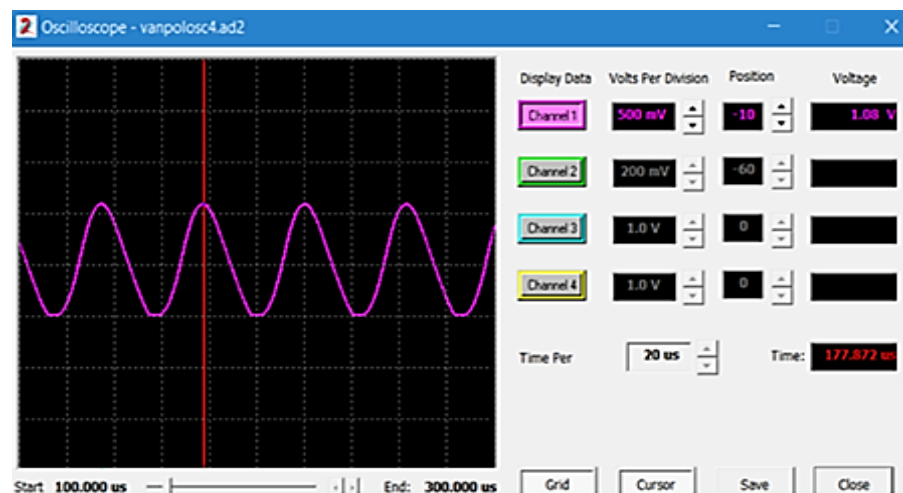 Oscilloscope - vanpolosc4.ad2
Display Data Volts Per Division Position Voltage
Channel 1 500 mV -10 1.08 V
Channel 2 200 mV -60
Channel 3 1.0 V 0
Channel 4 1.0 V 0
Time Per 20 us Time: 177.872 us
Start 100.000 us End: 300.000 us Grid Cursor Save Close